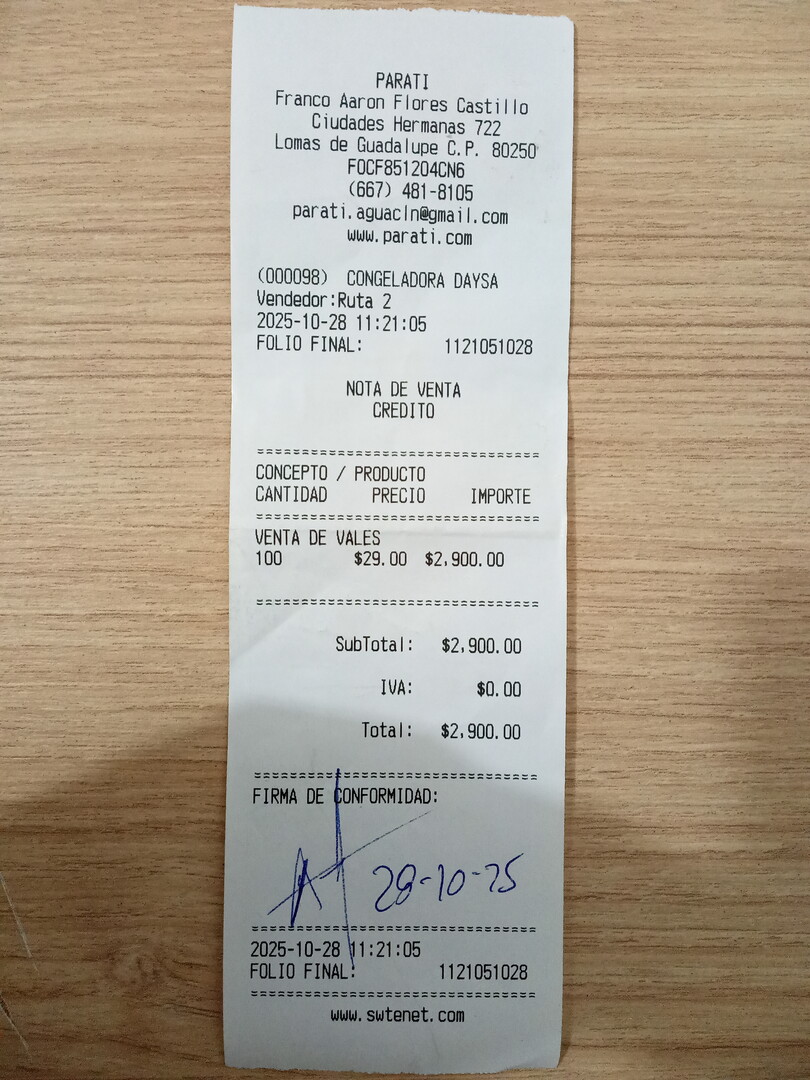 PARATI
Franco Aaron Flores Castillo
Ciudades Hermanas 722
Lomas de Guadalupe C.P. 80250
FOCF851204CN6
(667) 481-8105
parati.aguacln@gmail.com
www.parati.com
(000098) CONGELADORA DAYSA
Vendedor:Ruta 2
2025-10-28 11:21:05
FOLIO FINAL: 1121051028
NOTA DE VENTA
CREDITO
CONCEPTO / PRODUCTO
CANTIDAD PRECIO IMPORTE
VENTA DE VALES
100 $29.00 $2,900.00
SubTotal: $2,900.00
IVA: $0.00
Total: $2,900.00
FIRMA DE CONFORMIDAD:
28-10-25
2025-10-28 11:21:05
FOLIO FINAL: 1121051028
www.swtenet.com